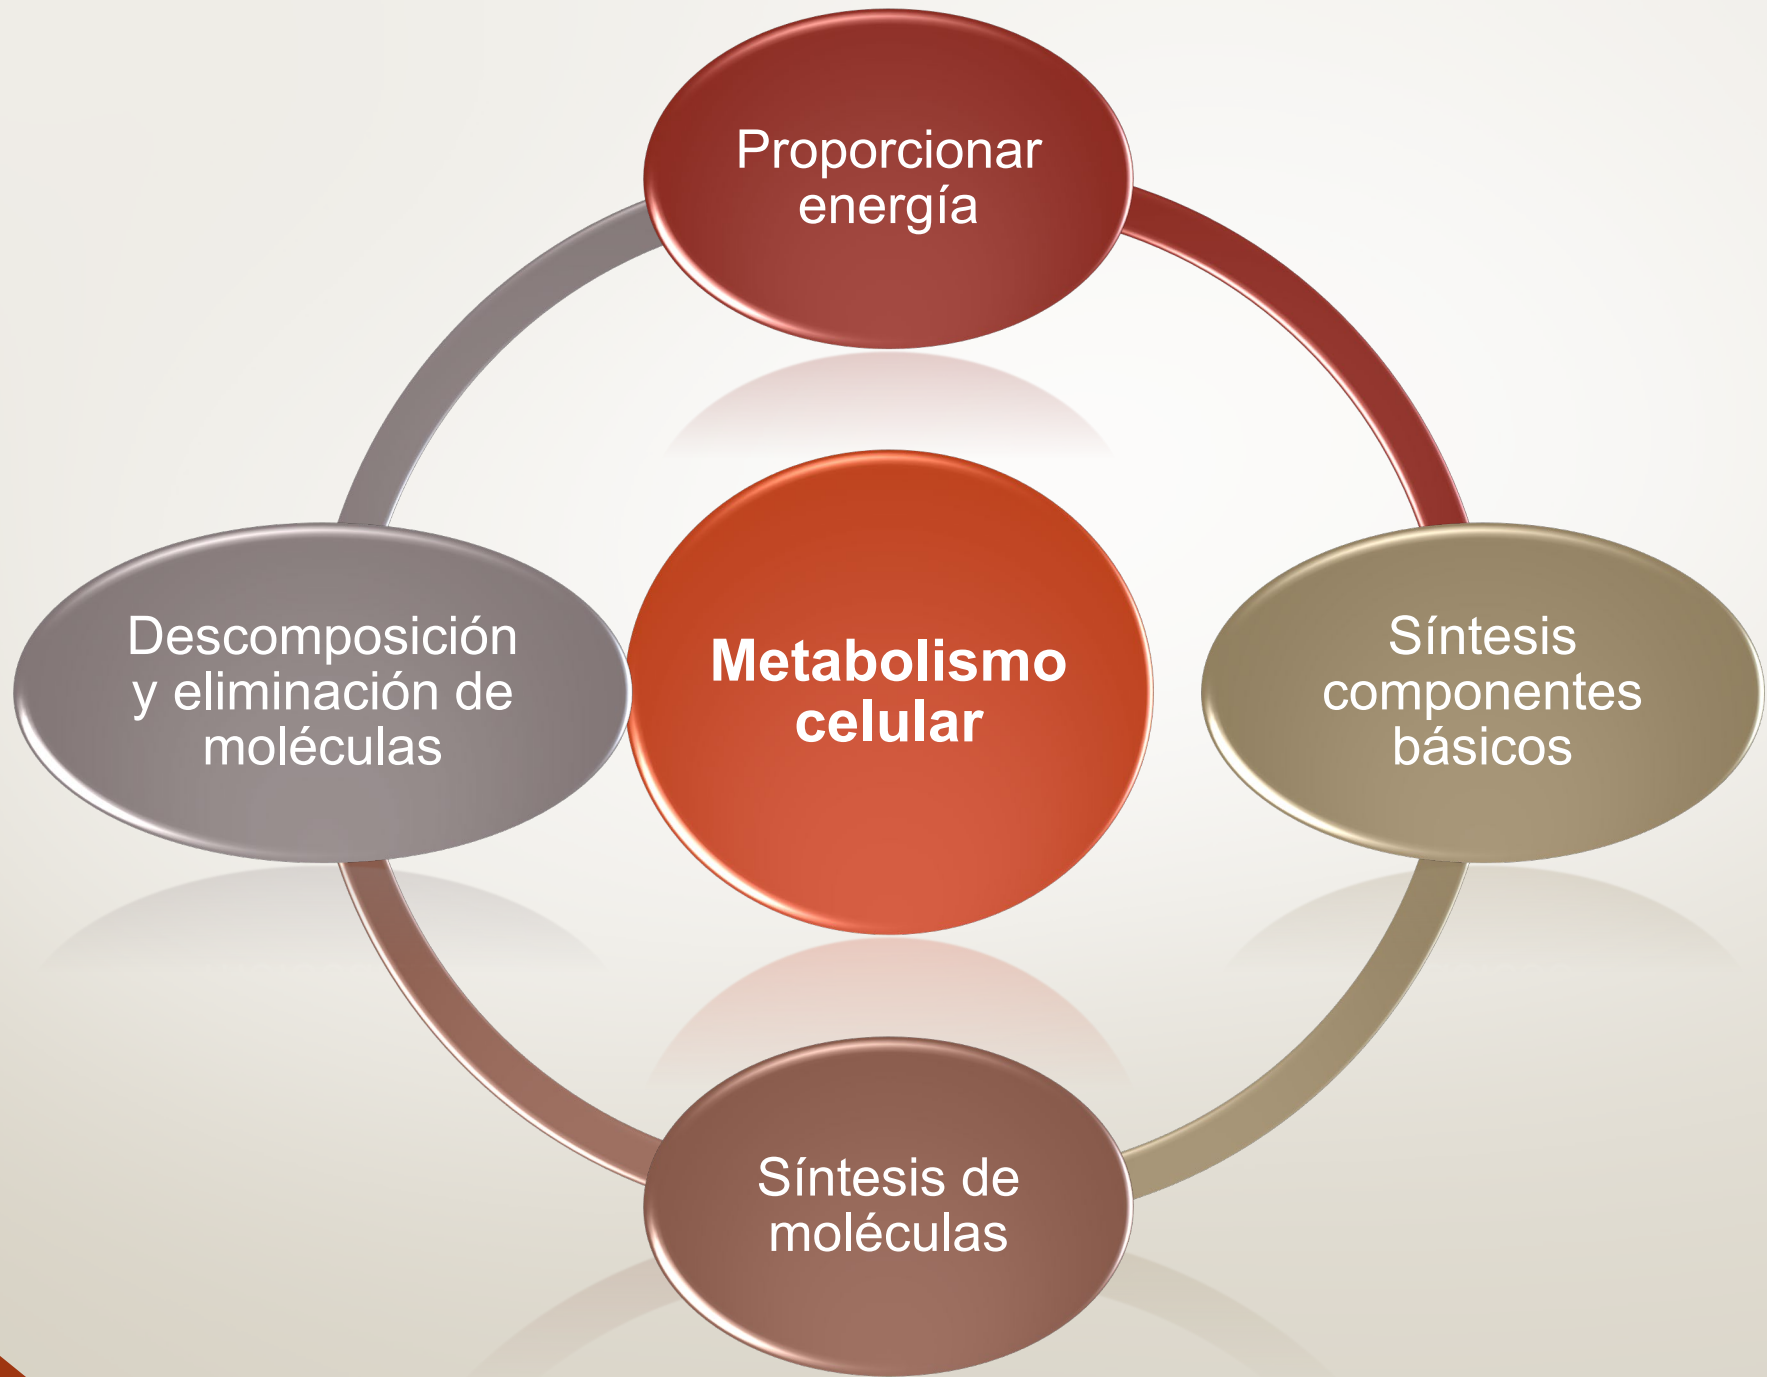 Proporcionar
energía
Descomposición
y eliminación de
moléculas
Metabolismo
celular
Síntesis
componentes
básicos
Síntesis de
moléculas